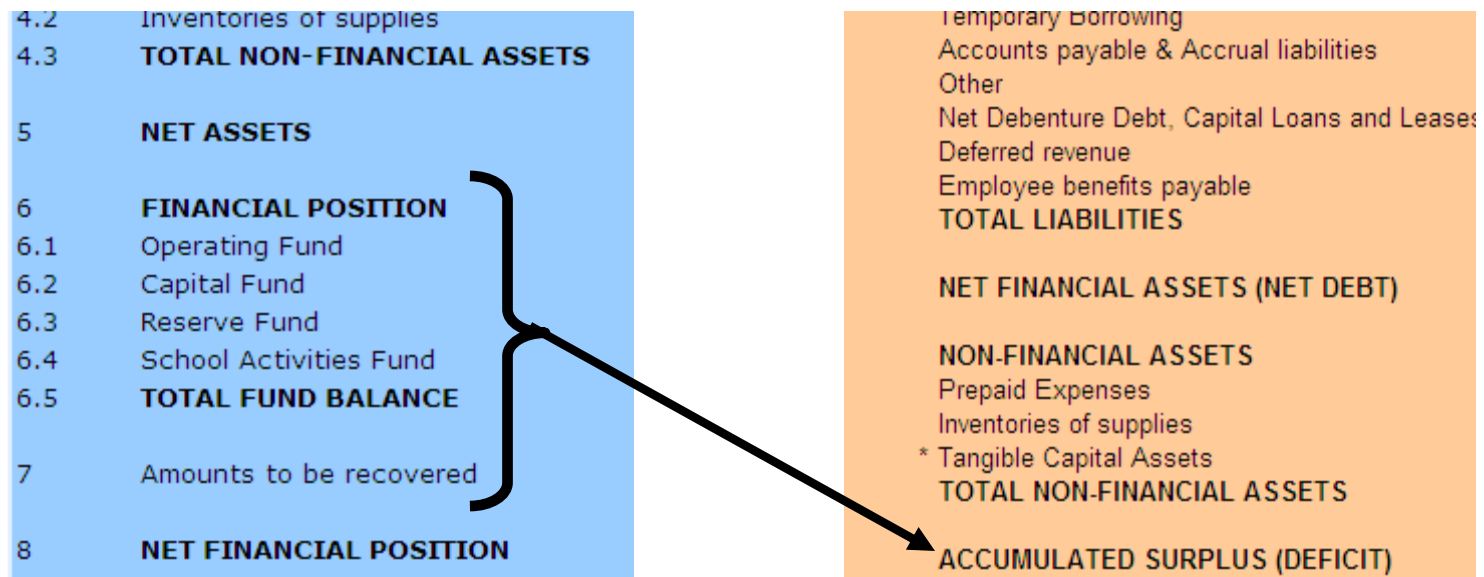 4.2 Inventories of supplies
4.3 TOTAL NON-FINANCIAL ASSETS
5 NET ASSETS
6 FINANCIAL POSITION
6.1 Operating Fund
6.2 Capital Fund
6.3 Reserve Fund
6.4 School Activities Fund
6.5 TOTAL FUND BALANCE
7 Amounts to be recovered
8 NET FINANCIAL POSITION
Temporary Borrowing
Accounts payable & Accrual liabilities
Other
Net Debenture Debt, Capital Loans and Leases
Deferred revenue
Employee benefits payable
TOTAL LIABILITIES
NET FINANCIAL ASSETS (NET DEBT)
NON-FINANCIAL ASSETS
Prepaid Expenses
Inventories of supplies
* Tangible Capital Assets
TOTAL NON-FINANCIAL ASSETS
ACCUMULATED SURPLUS (DEFICIT)